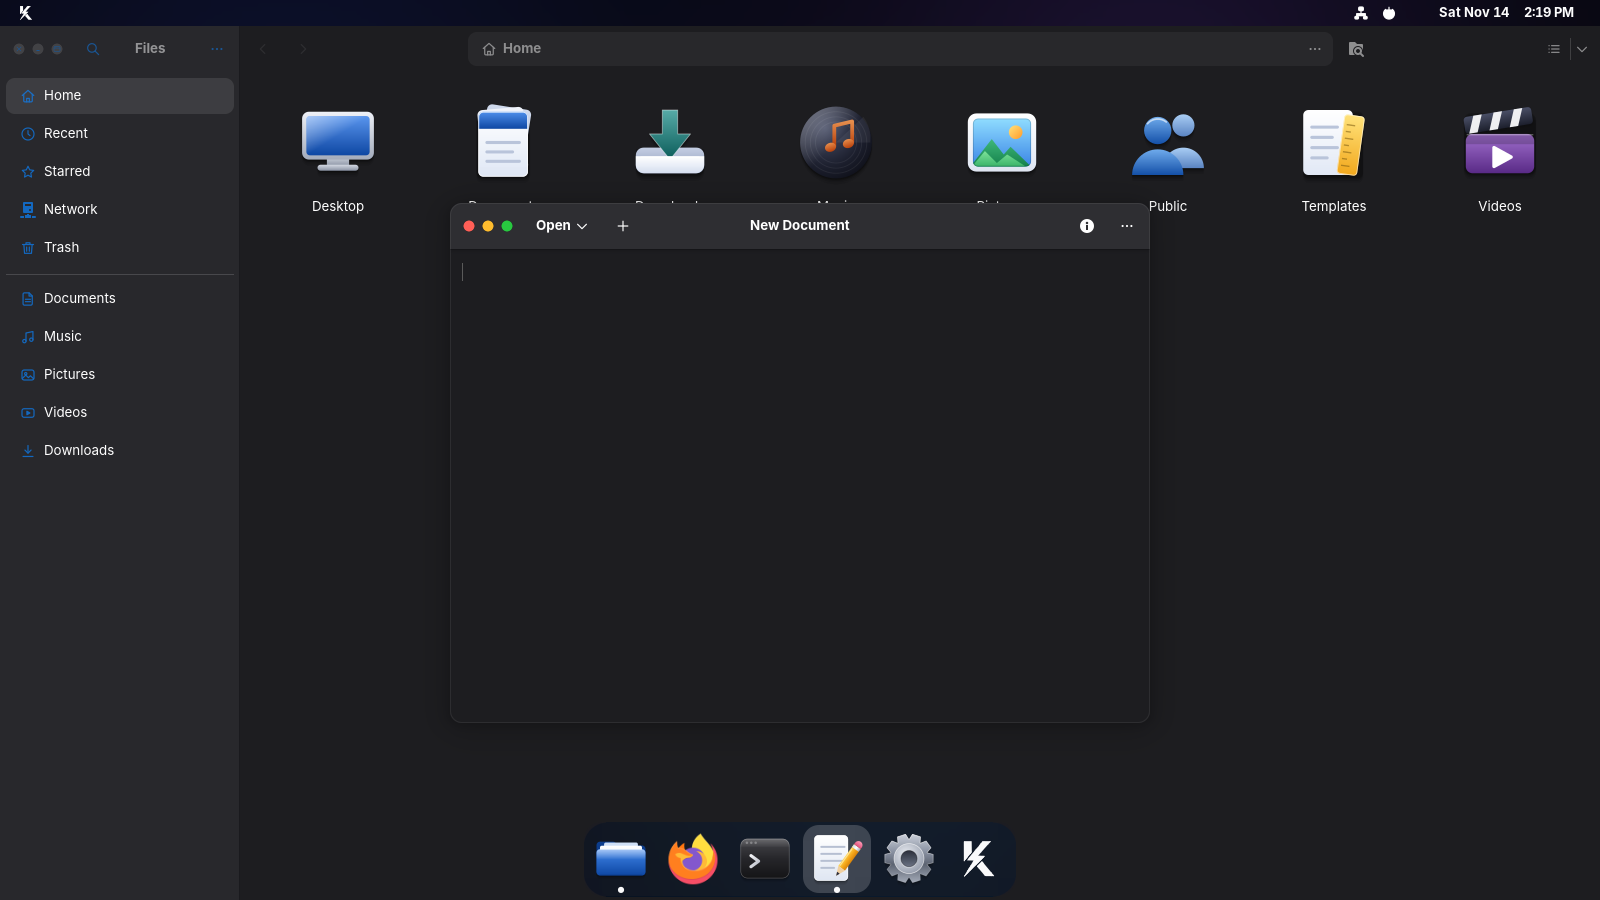 Sat Nov 14 2:19 PM
Files
Home
Home
Recent
Starred
Network
Trash
Documents
Music
Pictures
Videos
Downloads
Desktop
Public
Templates
Videos
Open
New Document